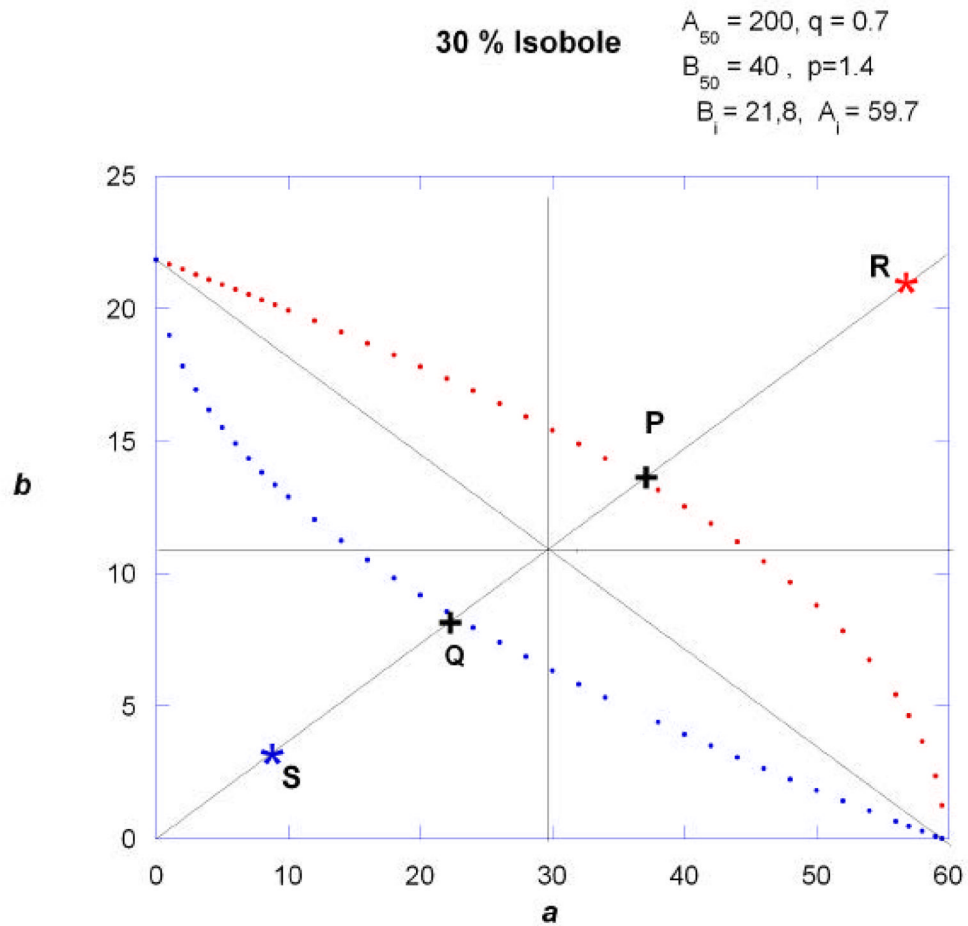 30 % Isobole
A50 = 200, q = 0.7
B50 = 40 , p=1.4
Bi = 21,8, Ai = 59.7
25
20
15
10
5
0
b
R
P
Q
S
0 10 20 30 40 50 60
a